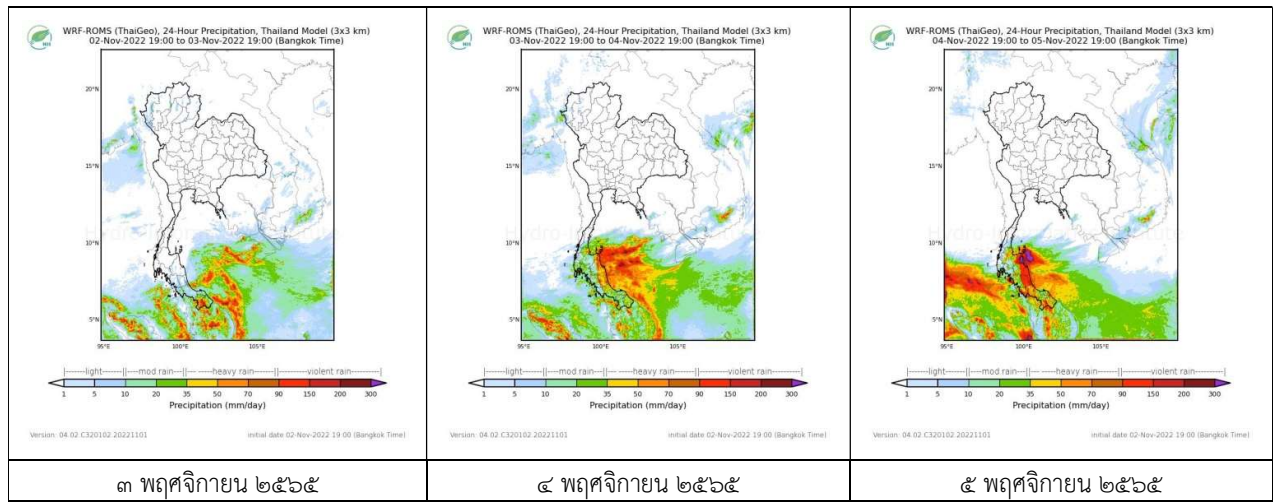 WRF-ROMS (ThaiGeo), 24-Hour Precipitation, Thailand Model (3x3 km)
02-Nov-2022 19:00 to 03-Nov-2022 19:00 (Bangkok Time)
20°N
15°N
10°N
5°N
95°E 100°E 105°E
|-------light-------||----mod rain---||--- -----heavy rain------||--------violent rain---------|
1 5 10 20 35 50 70 90 150 200 300
Precipitation (mm/day)
Version: 04.02.C320102.20221101 initial date 02-Nov-2022 19:00 (Bangkok Time)
๓ พฤศจิกายน ๒๕๖๕
WRF-ROMS (ThaiGeo), 24-Hour Precipitation, Thailand Model (3x3 km)
03-Nov-2022 19:00 to 04-Nov-2022 19:00 (Bangkok Time)
20°N
15°N
10°N
5°N
95°E 100°E 105°E
|-------light-------||----mod rain---||--- -----heavy rain------||--------violent rain---------|
1 5 10 20 35 50 70 90 150 200 300
Precipitation (mm/day)
Version: 04.02.C320102.20221101 initial date 02-Nov-2022 19:00 (Bangkok Time)
๔ พฤศจิกายน ๒๕๖๕
WRF-ROMS (ThaiGeo), 24-Hour Precipitation, Thailand Model (3x3 km)
04-Nov-2022 19:00 to 05-Nov-2022 19:00 (Bangkok Time)
20°N
15°N
10°N
5°N
95°E 100°E 105°E
|-------light-------||----mod rain---||--- -----heavy rain------||--------violent rain---------|
1 5 10 20 35 50 70 90 150 200 300
Precipitation (mm/day)
Version: 04.02.C320102.20221101 initial date 02-Nov-2022 19:00 (Bangkok Time)
๕ พฤศจิกายน ๒๕๖๕